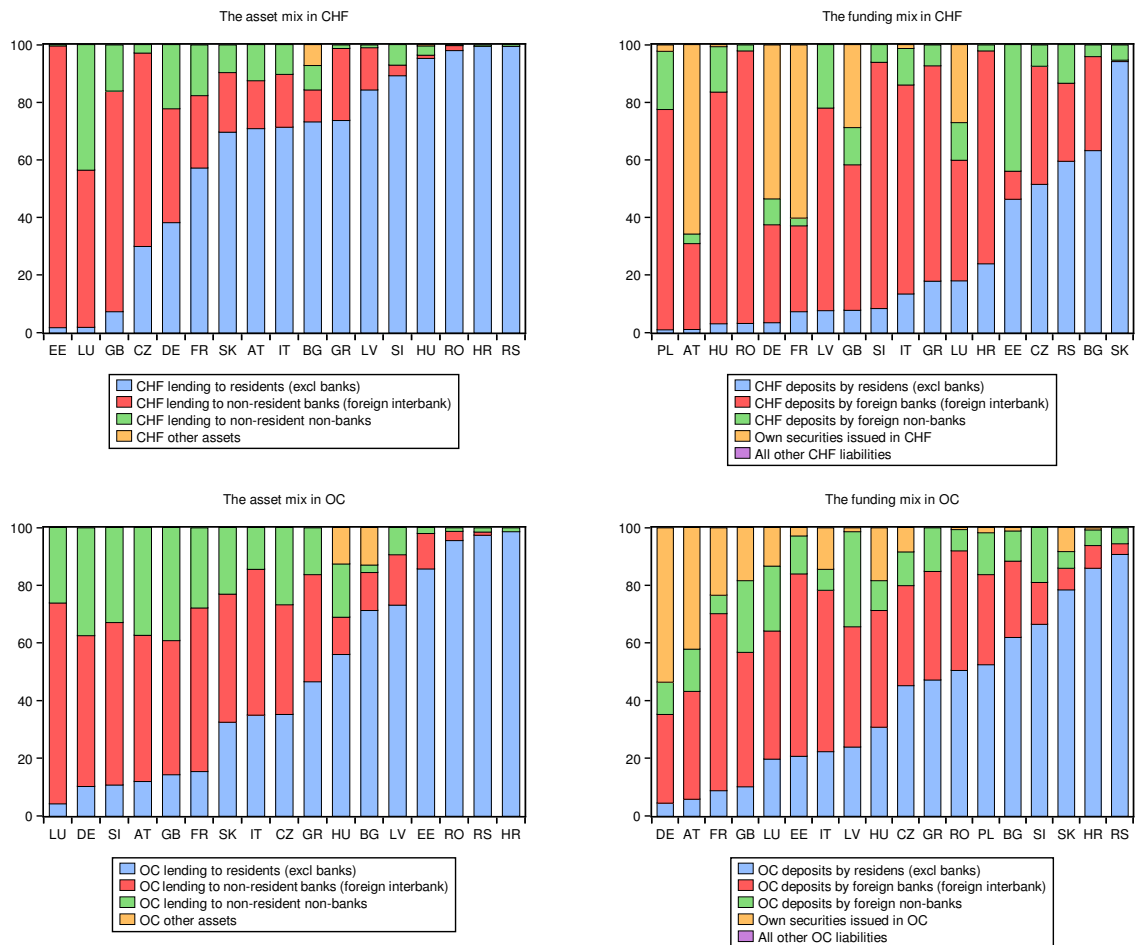 The asset mix in CHF
100
80
60
40
20
0
EE LU GB CZ DE FR SK AT IT BG GR LV SI HU RO HR RS
CHF lending to residents (excl banks)
CHF lending to non-resident banks (foreign interbank)
CHF lending to non-resident non-banks
CHF other assets
The funding mix in CHF
100
80
60
40
20
0
PL AT HU RO DE FR LV GB SI IT GR LU HR EE CZ RS BG SK
CHF deposits by residens (excl banks)
CHF deposits by foreign banks (foreign interbank)
CHF deposits by foreign non-banks
Own securities issued in CHF
All other CHF liabilities
The asset mix in OC
100
80
60
40
20
0
LU DE SI AT GB FR SK IT CZ GR HU BG LV EE RO RS HR
OC lending to residents (excl banks)
OC lending to non-resident banks (foreign interbank)
OC lending to non-resident non-banks
OC other assets
The funding mix in OC
100
80
60
40
20
0
DE AT FR GB LU EE IT LV HU CZ GR RO PL BG SI SK HR RS
OC deposits by residens (excl banks)
OC deposits by foreign banks (foreign interbank)
OC deposits by foreign non-banks
Own securities issued in OC
All other OC liabilities